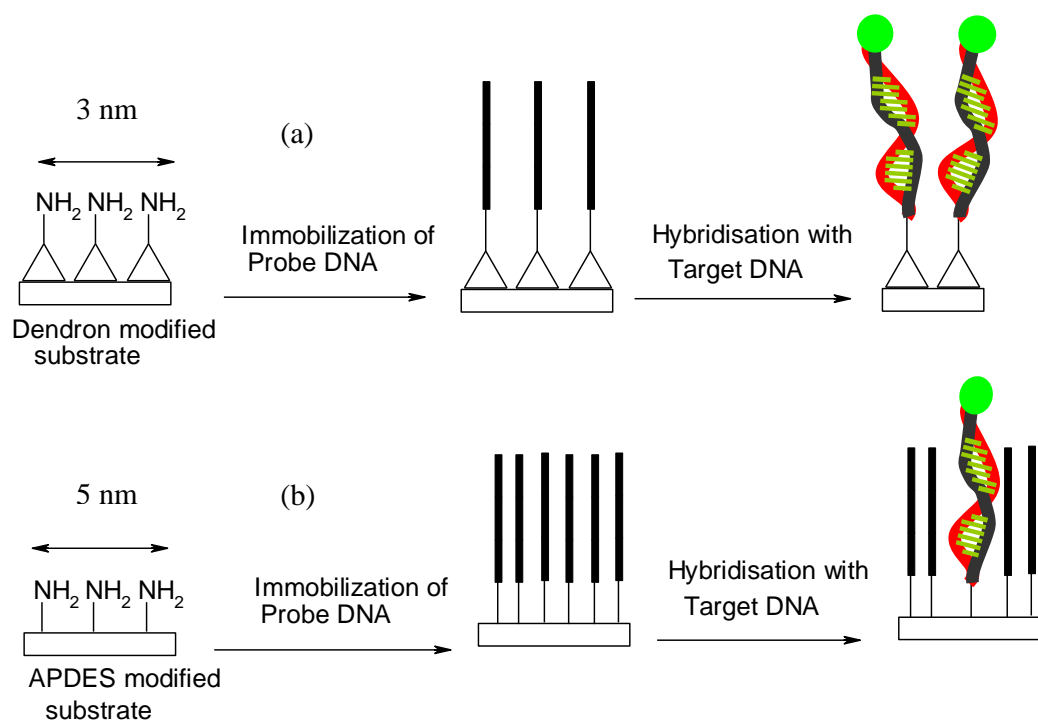 3 nm
(a)
NH2 NH2 NH2
Immobilization of
Probe DNA
Hybridisation with
Target DNA
Dendron modified
substrate
5 nm
(b)
NH2 NH2 NH2
Immobilization of
Probe DNA
Hybridisation with
Target DNA
APDES modified
substrate